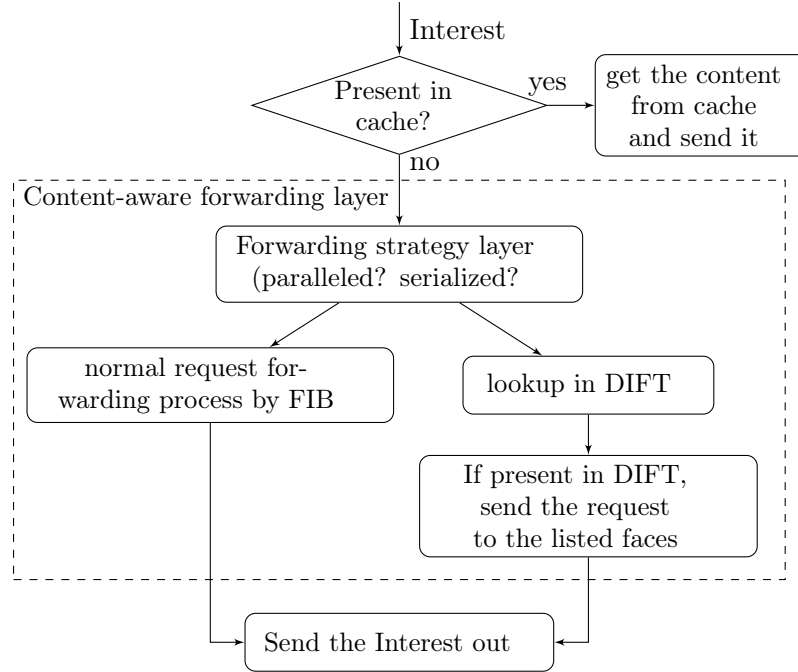 Interest
Present in
cache?
yes
get the content
from cache
and send it
no
Content-aware forwarding layer
Forwarding strategy layer
(paralleled? serialized?
normal request for-
warding process by FIB
lookup in DIFT
If present in DIFT,
send the request
to the listed faces
Send the Interest out